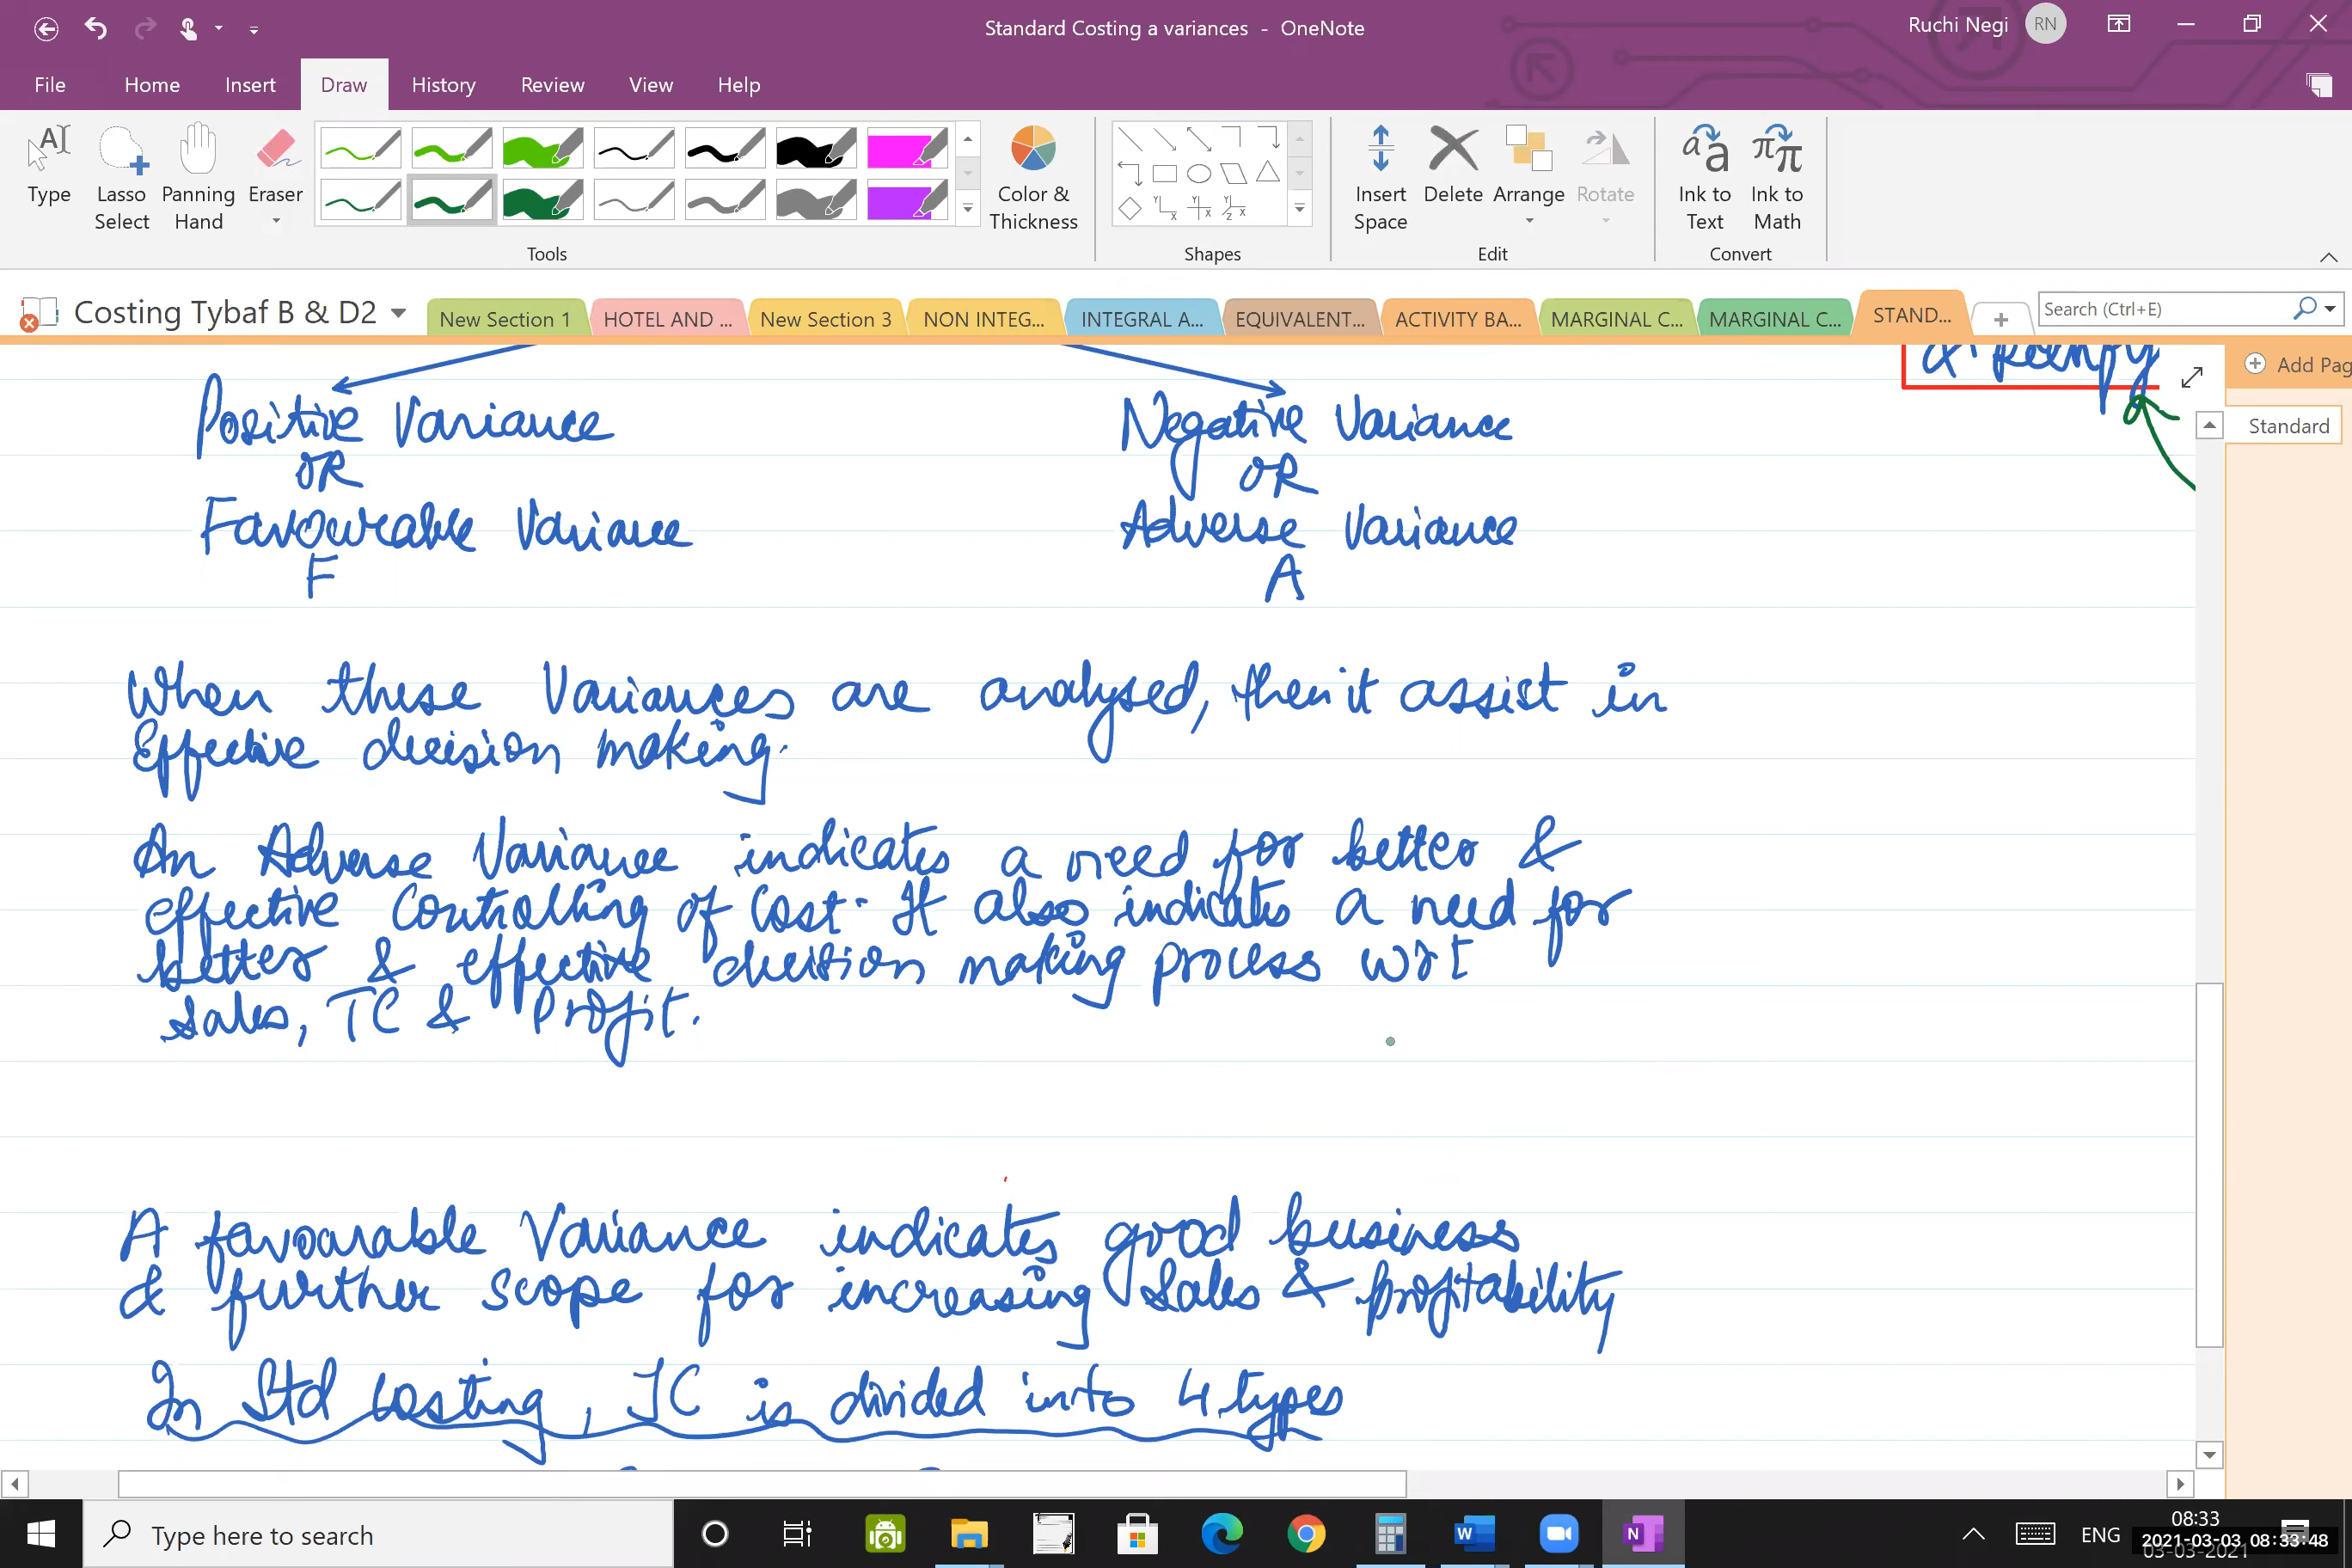 Standard Costing a variances - OneNote
Ruchi Negi RN
File Home Insert Draw History Review View Help
Type
Lasso Select
Panning Hand
Eraser
Color & Thickness
Insert Space
Delete
Arrange
Rotate
Ink to Text
Ink to Math
Tools Shapes Edit Convert
Costing Tybaf B & D2
New Section 1 HOTEL AND ... New Section 3 NON INTEG... INTEGRAL A... EQUIVALENT... ACTIVITY BA... MARGINAL C... MARGINAL C... STAND... Search (Ctrl+E)
Add Pag
Standard
Positive Variance Negative Variance
OR OR
Favourable Variance Adverse Variance
F A
When these Variances are analysed, then it assist in
Effective decision making.
An Adverse Variance indicates a need for better &
effective Controlling of Cost. It also indicates a need for
better & effective decision making process wrt
Sales, TC & Profit.
A favourable Variance indicates good business
& further scope for increasing Sales & profitability
In Std Costing, TC is divided into 4 types
Type here to search
ENG
08:33
2021-03-03 08:33:48
03-03-2021